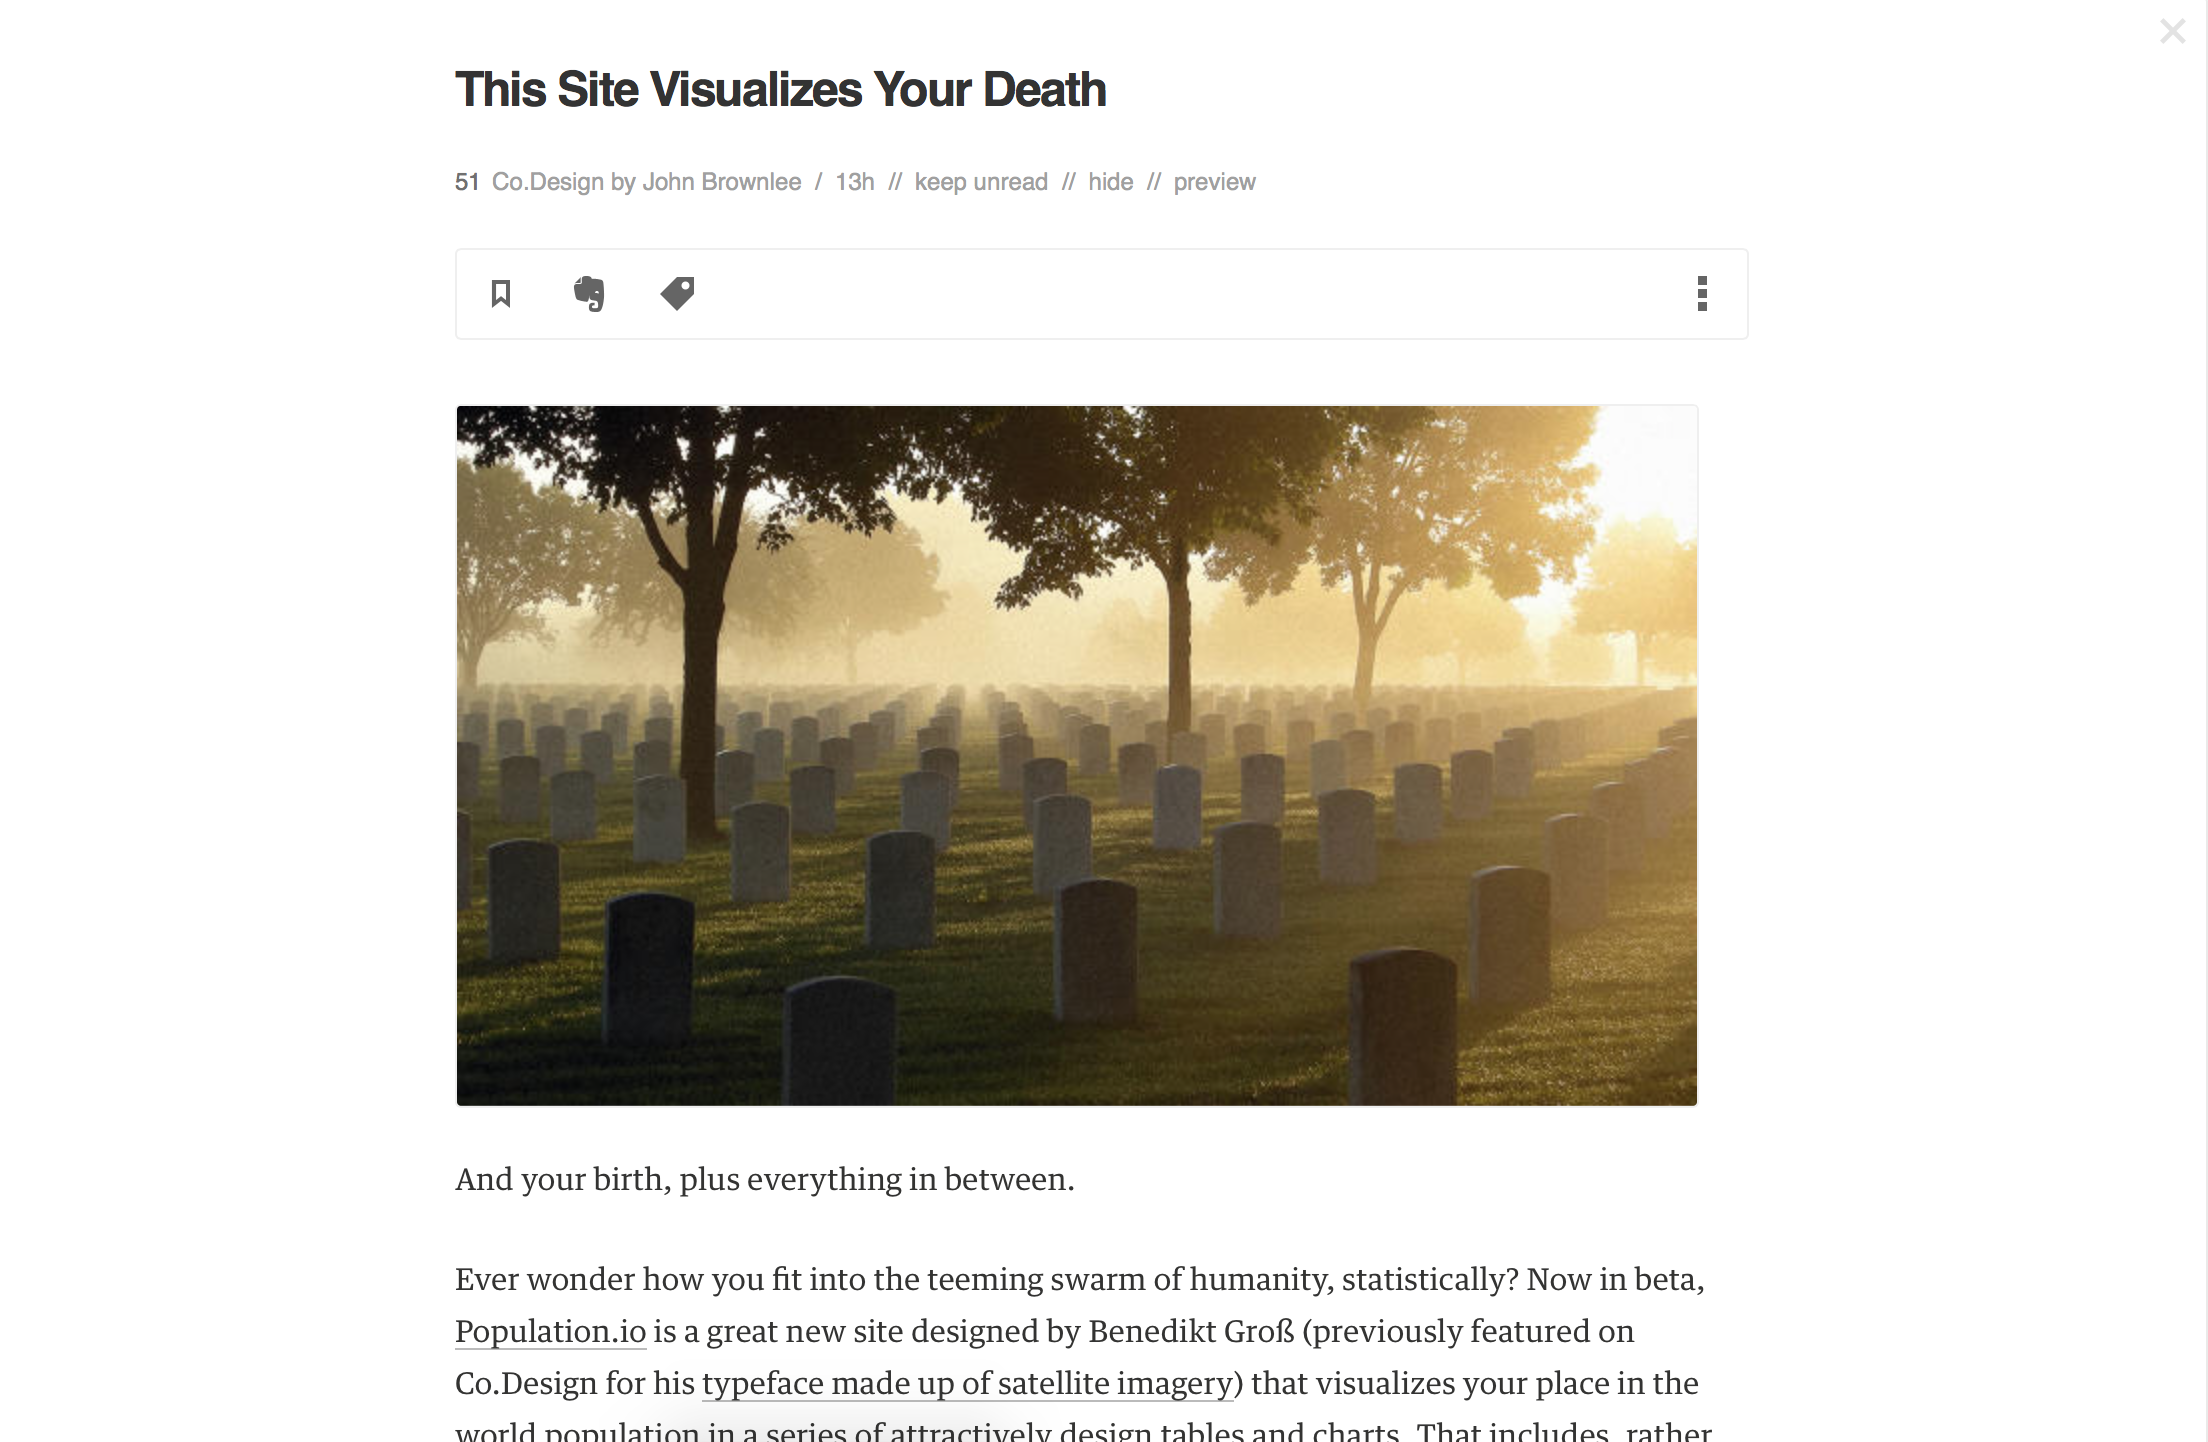 This Site Visualizes Your Death
51 Co.Design by John Brownlee / 13h // keep unread // hide // preview
And your birth, plus everything in between.
Ever wonder how you fit into the teeming swarm of humanity, statistically? Now in beta,
Population.io is a great new site designed by Benedikt Groß (previously featured on
Co.Design for his typeface made up of satellite imagery) that visualizes your place in the
world population in a series of attractively design tables and charts. That includes, rather